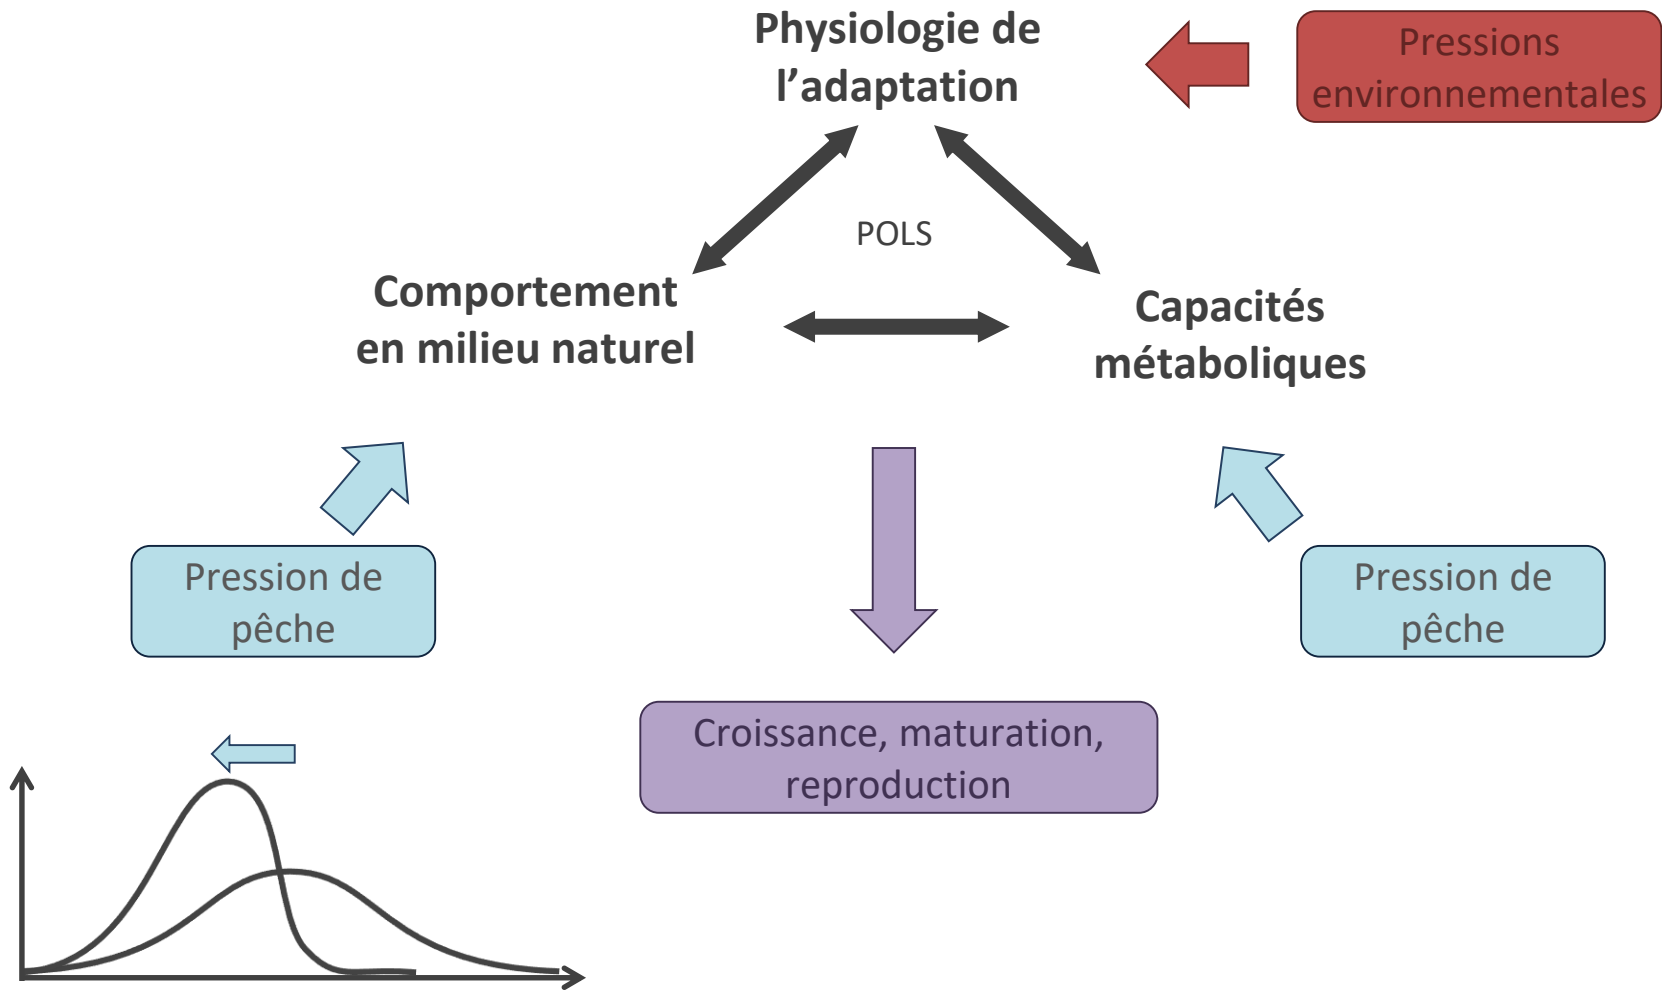 Physiologie de
l’adaptation
Pressions
environnementales
POLS
Comportement
en milieu naturel
Capacités
métaboliques
Pression de
pêche
Pression de
pêche
Croissance, maturation,
reproduction